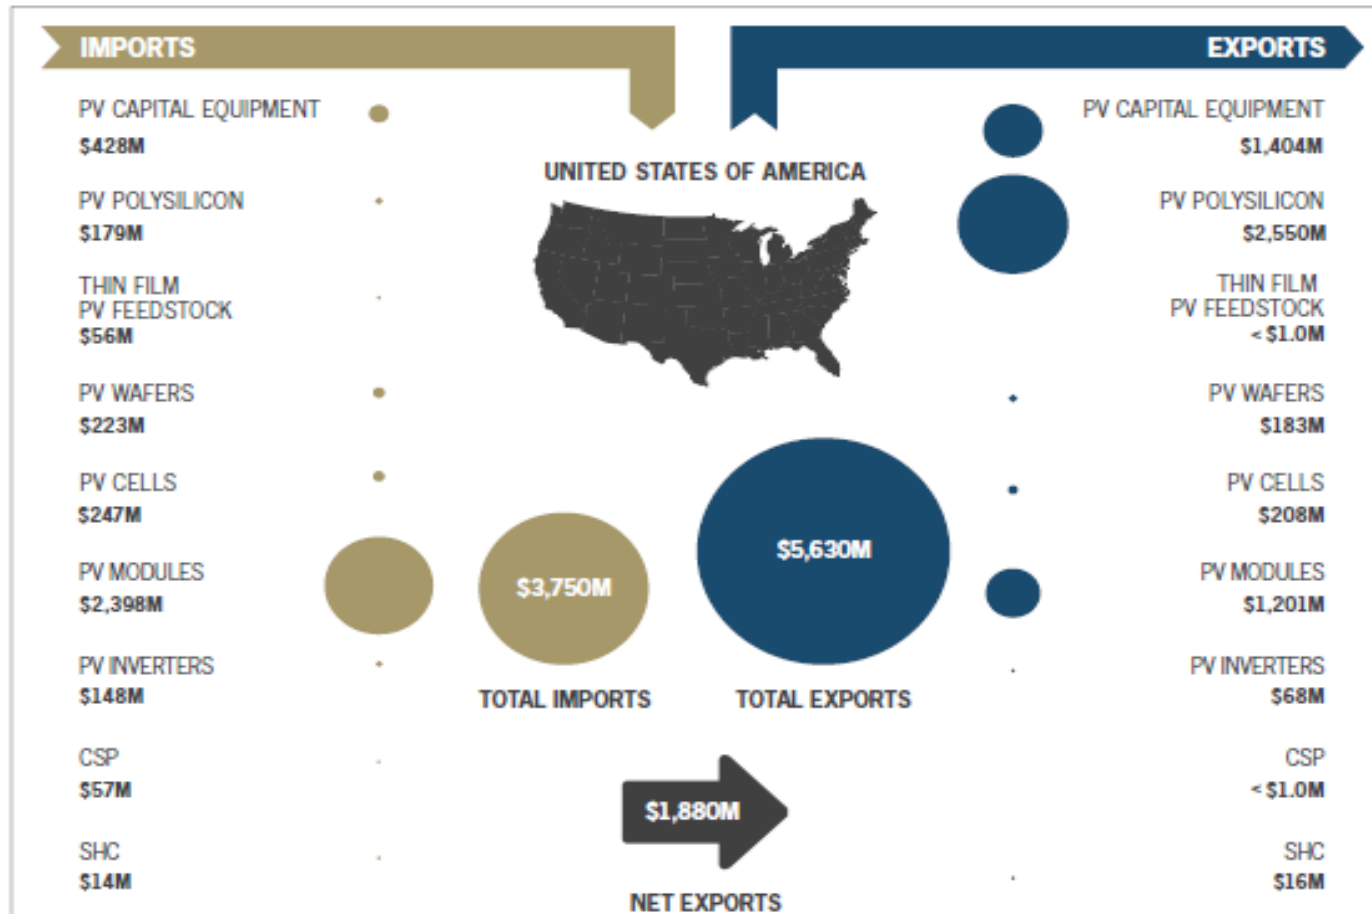 IMPORTS
PV CAPITAL EQUIPMENT
$428M
PV POLYSILICON
$179M
THIN FILM
PV FEEDSTOCK
$56M
PV WAFERS
$223M
PV CELLS
$247M
PV MODULES
$2,398M
PV INVERTERS
$148M
CSP
$57M
SHC
$14M
UNITED STATES OF AMERICA
$3,750M
TOTAL IMPORTS
$5,630M
TOTAL EXPORTS
$1,880M
NET EXPORTS
EXPORTS
PV CAPITAL EQUIPMENT
$1,404M
PV POLYSILICON
$2,550M
THIN FILM
PV FEEDSTOCK
< $1.0M
PV WAFERS
$183M
PV CELLS
$208M
PV MODULES
$1,201M
PV INVERTERS
$68M
CSP
< $1.0M
SHC
$16M